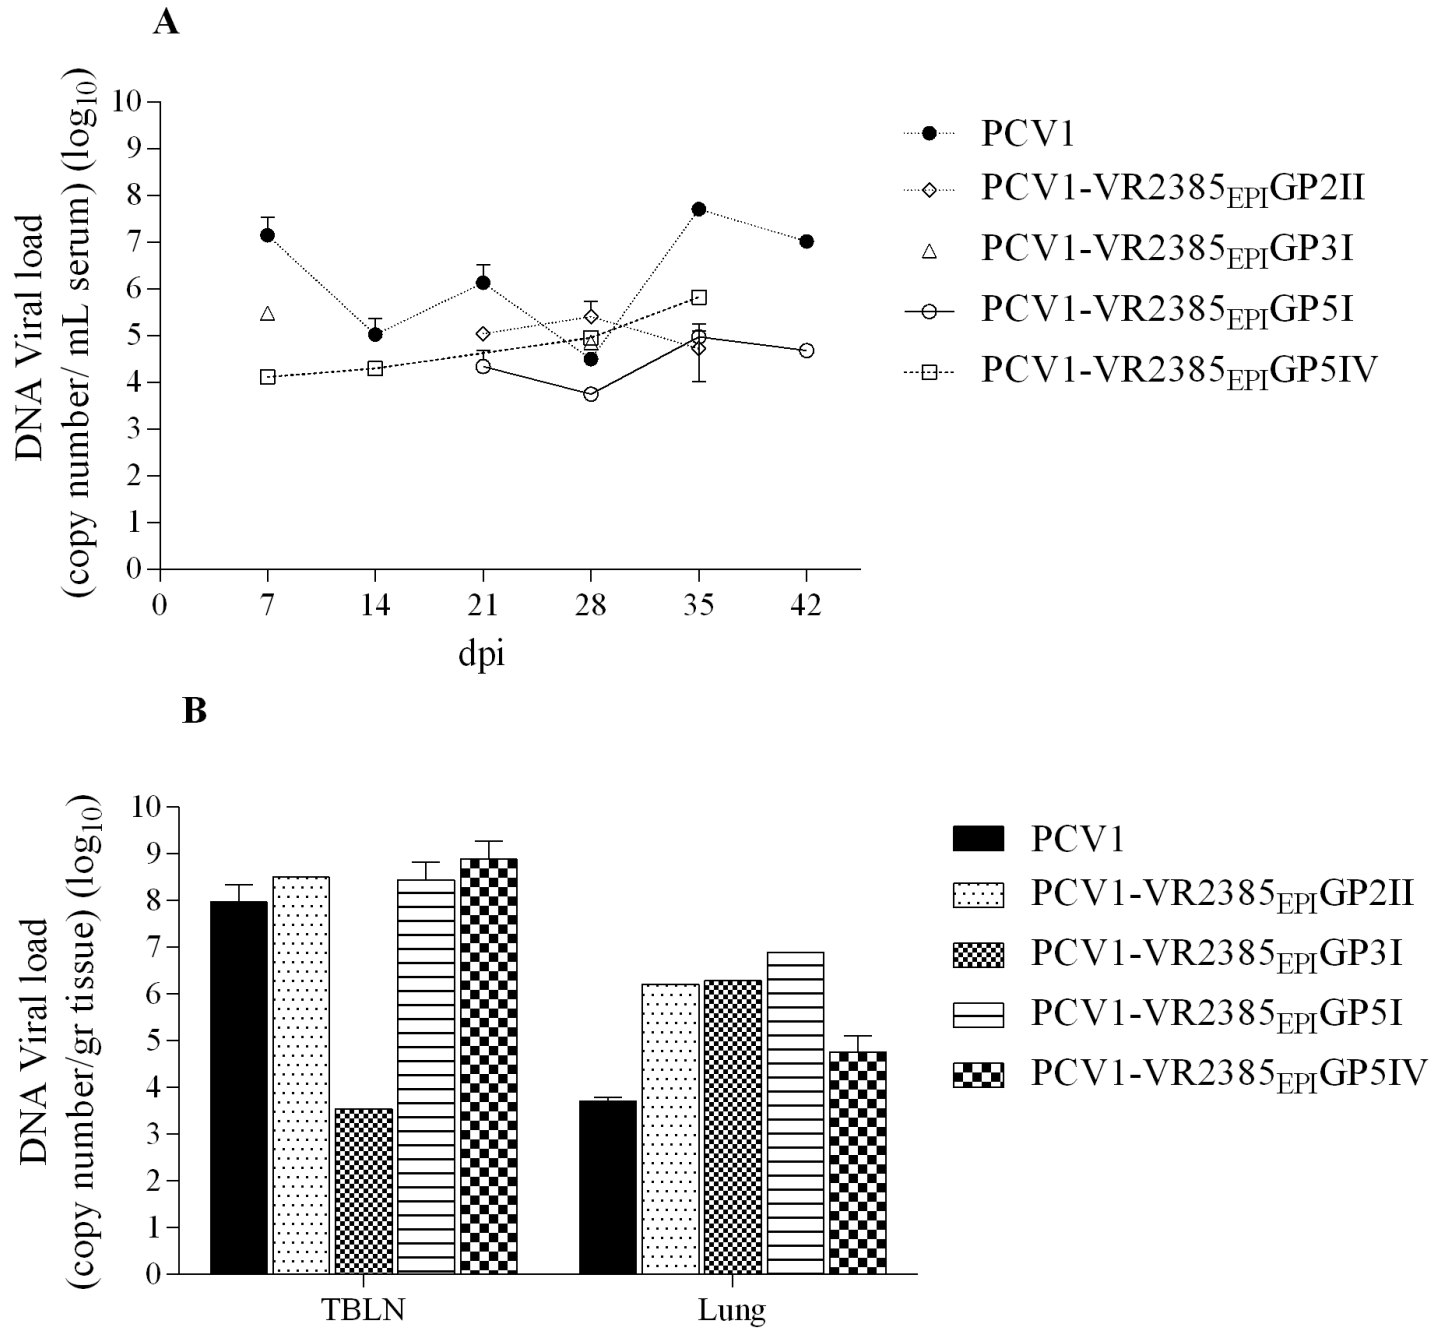 A
DNA Viral load
(copy number/ mL serum) (log10)
10
9
8
7
6
5
4
3
2
1
0
0 7 14 21 28 35 42
dpi
PCV1
PCV1-VR2385EPIGP2II
PCV1-VR2385EPIGP3I
PCV1-VR2385EPIGP5I
PCV1-VR2385EPIGP5IV
B
DNA Viral load
(copy number/gr tissue) (log10)
10
9
8
7
6
5
4
3
2
1
0
TBLN Lung
PCV1
PCV1-VR2385EPIGP2II
PCV1-VR2385EPIGP3I
PCV1-VR2385EPIGP5I
PCV1-VR2385EPIGP5IV